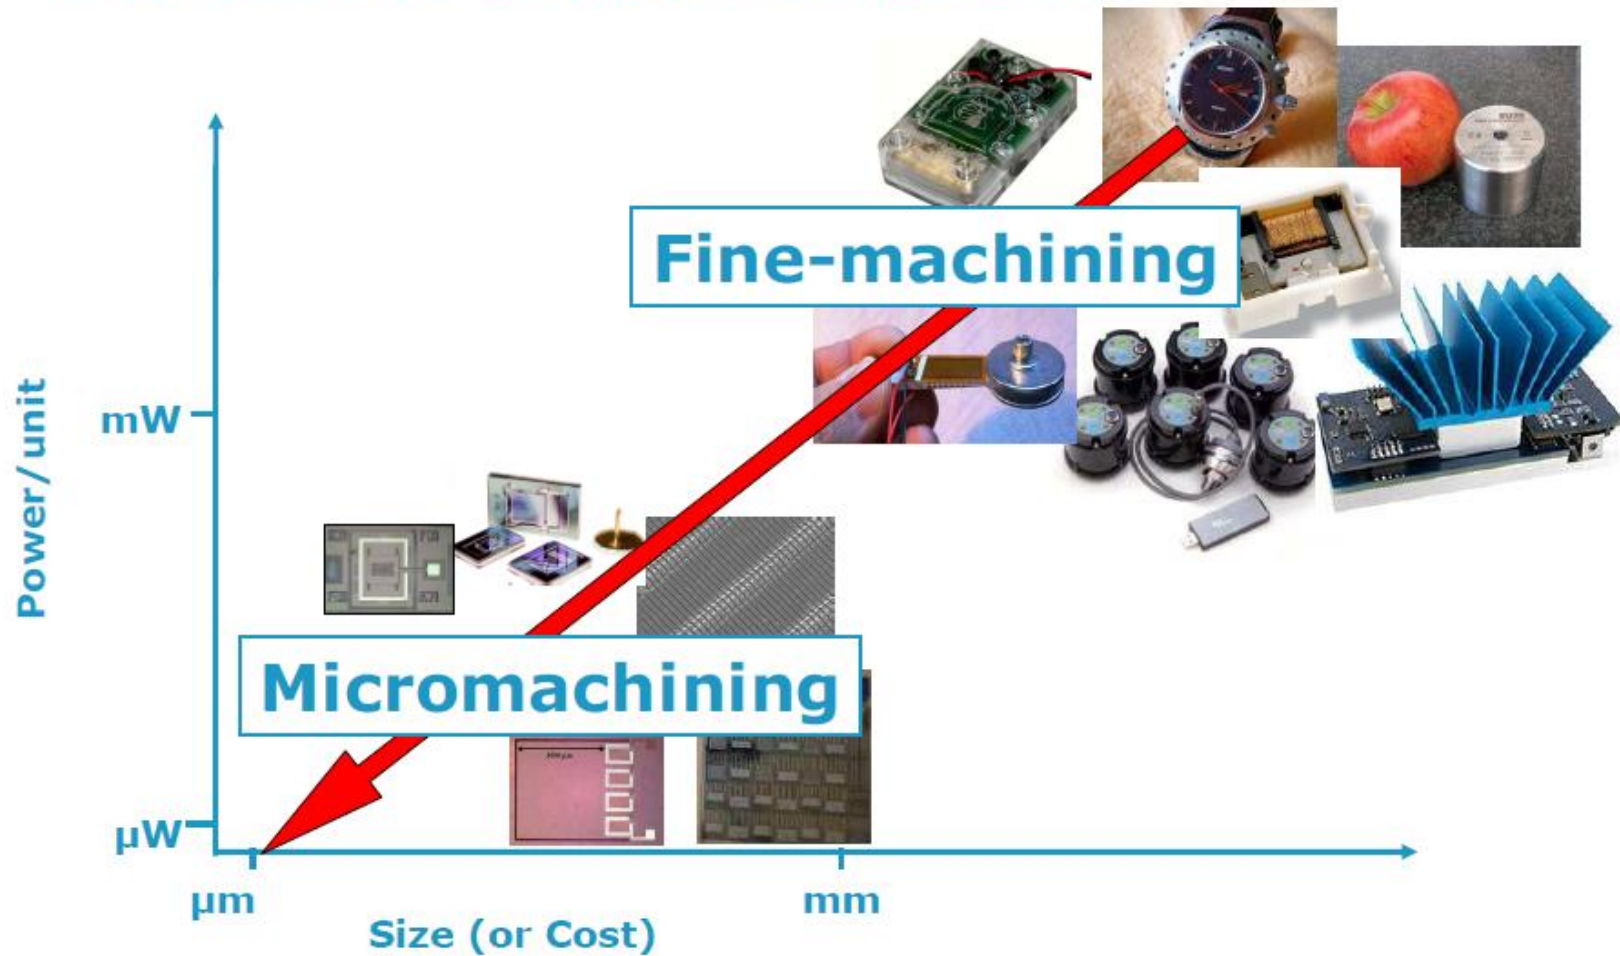 Fine-machining
Power/unit
mW
Micromachining
µW
µm
mm
Size (or Cost)